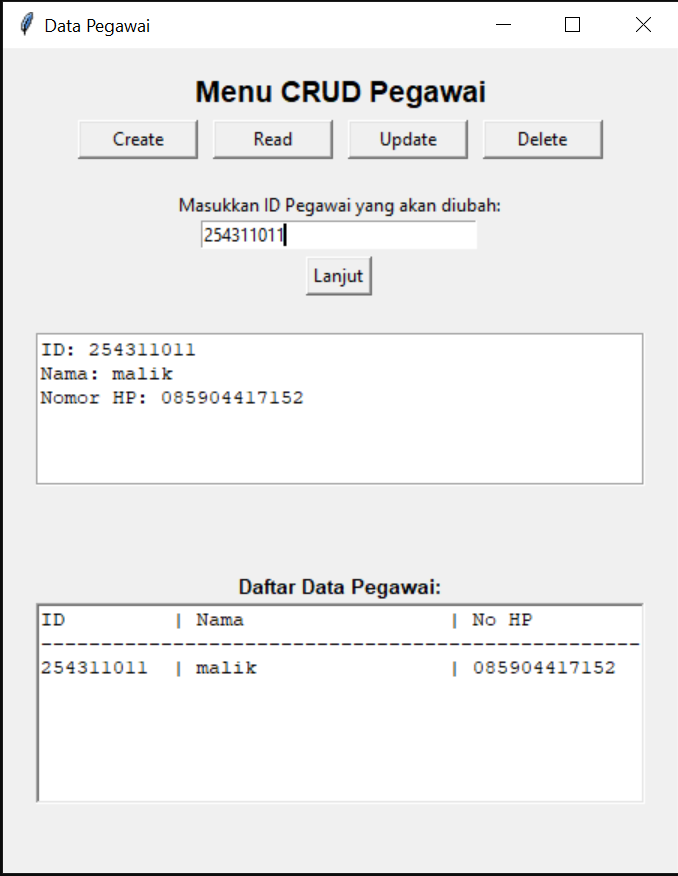 Data Pegawai
Menu CRUD Pegawai
Create Read Update Delete
Masukkan ID Pegawai yang akan diubah:
254311011
Lanjut
ID: 254311011
Nama: malik
Nomor HP: 085904417152
Daftar Data Pegawai:
ID | Nama | No HP
--------------------------------------------------
254311011 | malik | 085904417152